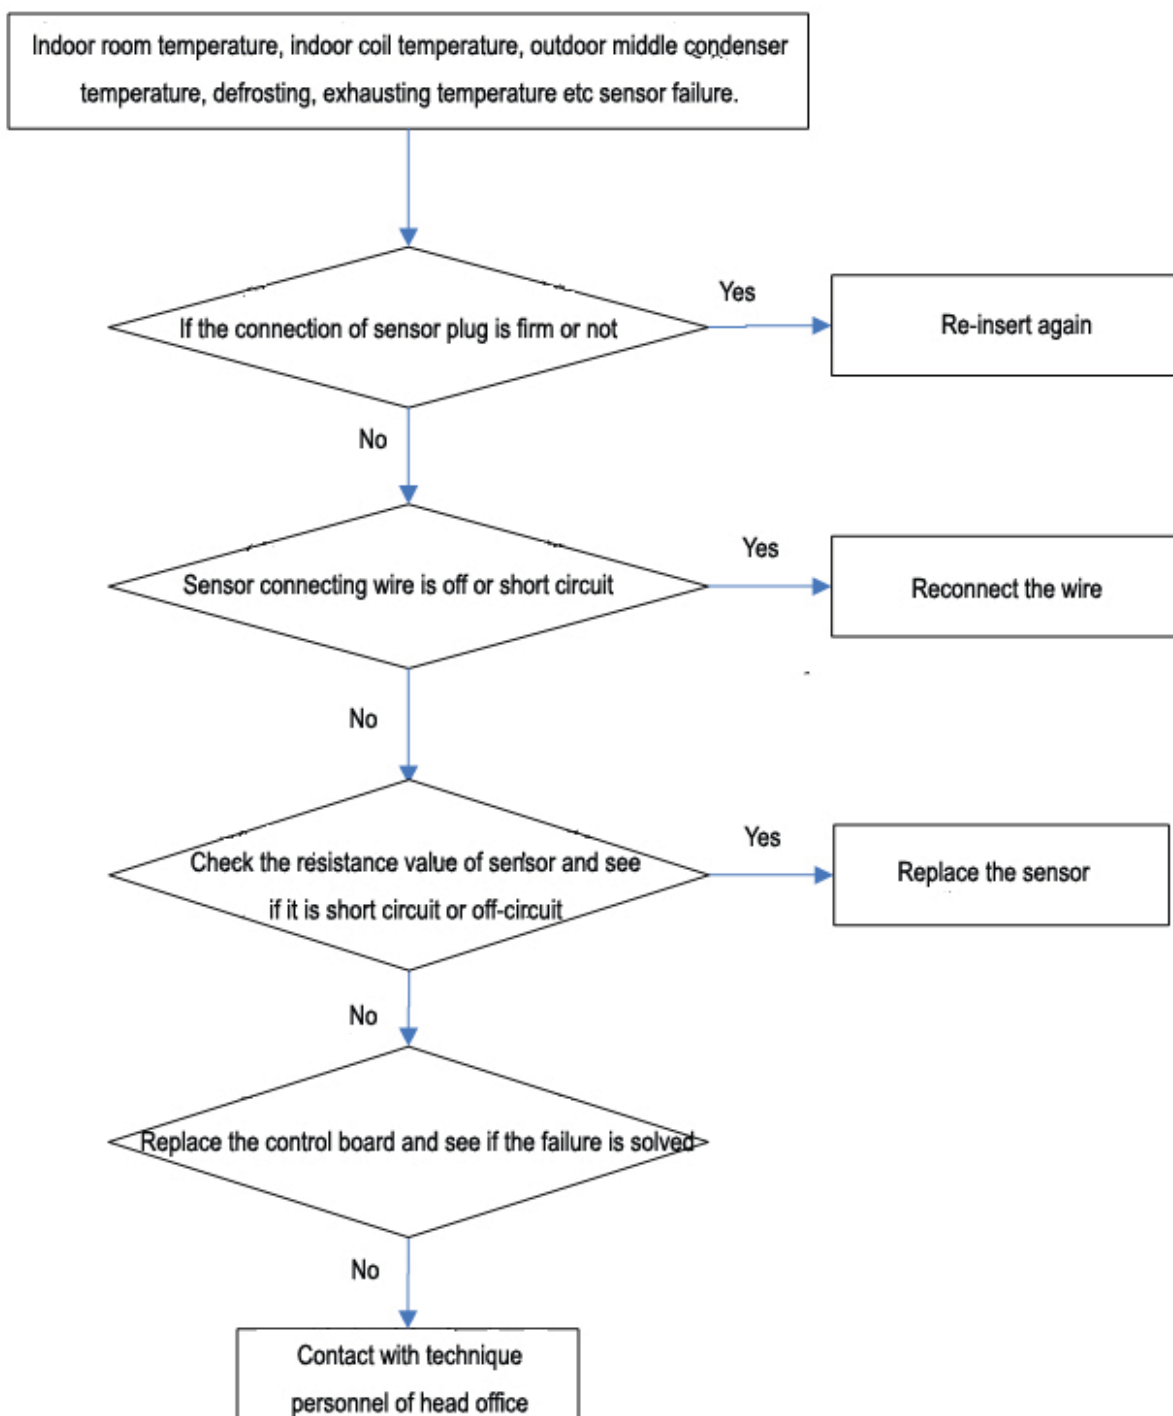 Indoor room temperature, indoor coil temperature, outdoor middle condenser
temperature, defrosting, exhausting temperature etc sensor failure.
If the connection of sensor plug is firm or not
Yes
Re-insert again
No
Sensor connecting wire is off or short circuit
Yes
Reconnect the wire
No
Check the resistance value of sensor and see
if it is short circuit or off-circuit
Yes
Replace the sensor
No
Replace the control board and see if the failure is solved
No
Contact with technique
personnel of head office